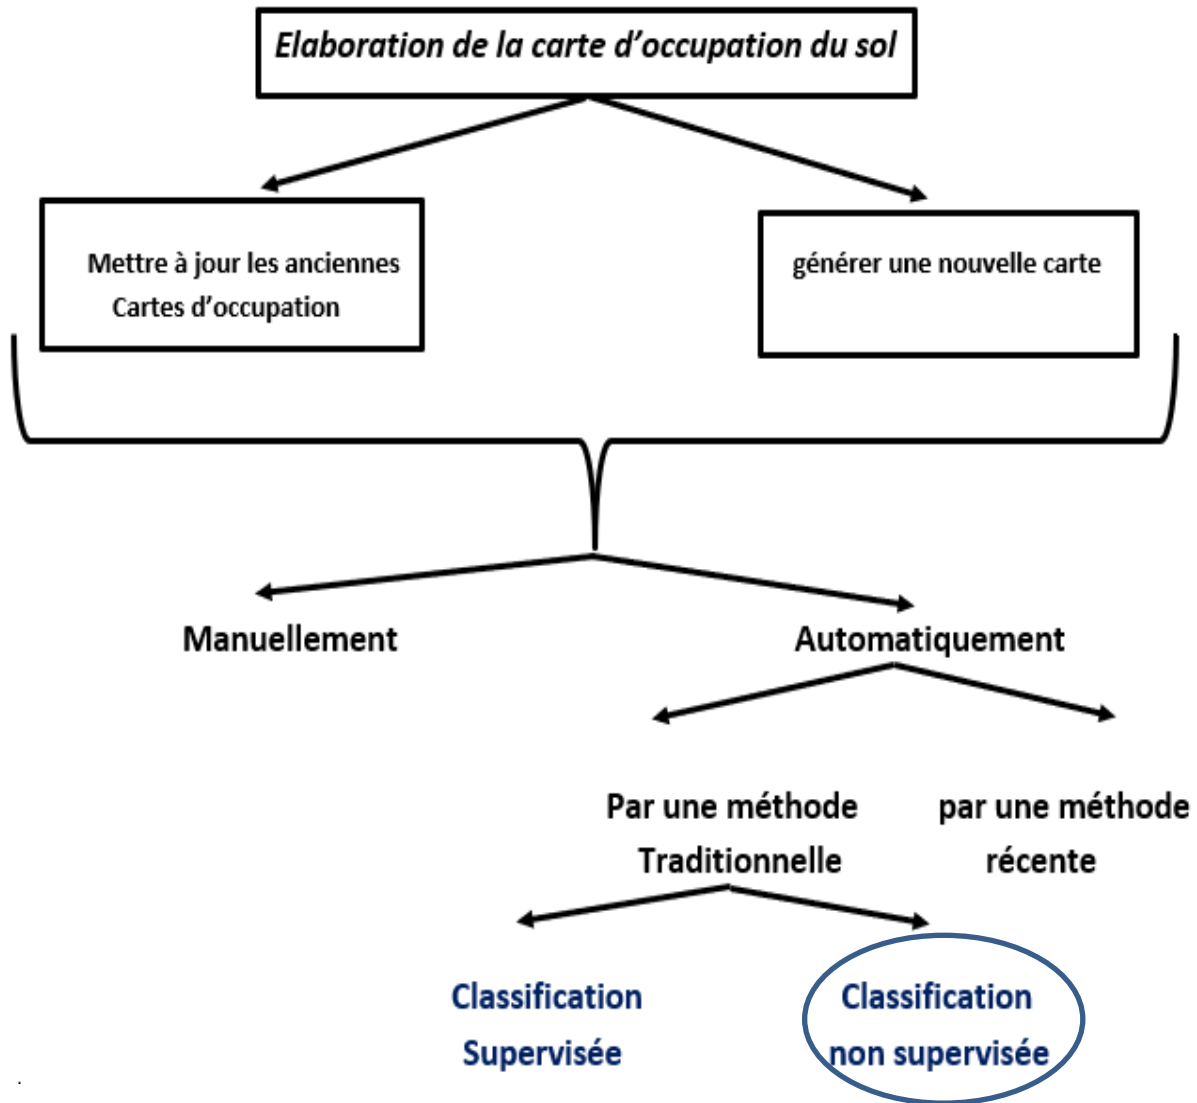 Elaboration de la carte d’occupation du sol
Mettre à jour les anciennes
Cartes d’occupation
générer une nouvelle carte
Manuellement
Automatiquement
Par une méthode
Traditionnelle
par une méthode
récente
Classification
Supervisée
Classification
non supervisée
.